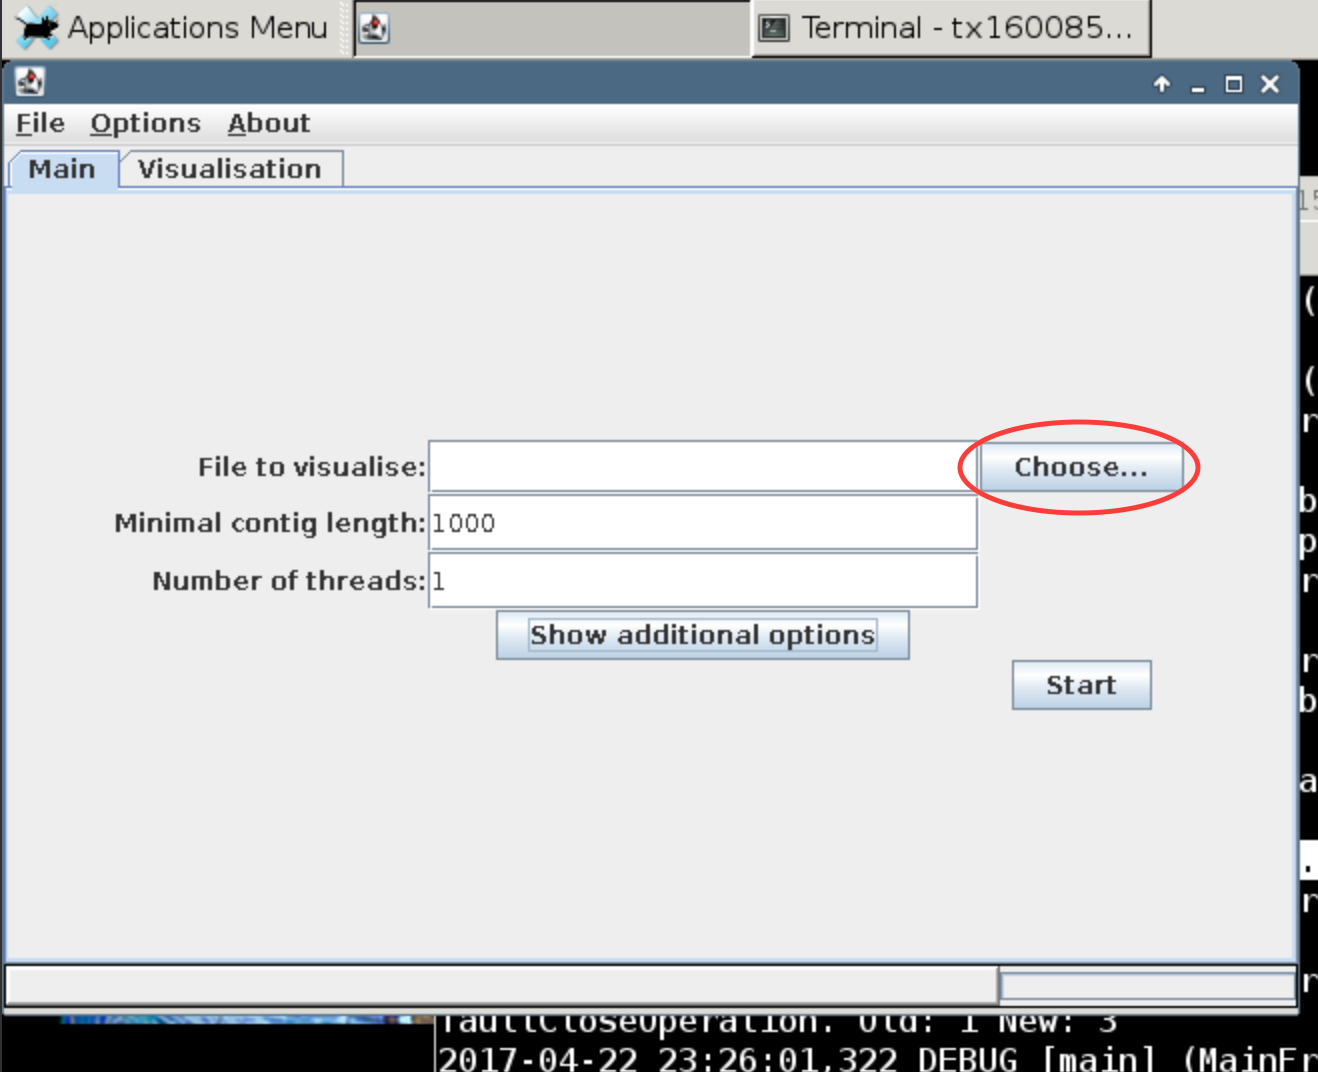 Applications Menu
Terminal - tx160085...
File Options About
Main Visualisation
File to visualise:
Choose...
Minimal contig length: 1000
Number of threads: 1
Show additional options
Start
faultCloseOperation. Old: 1 New: 3
2017-04-22 23:26:01,322 DEBUG [main] (MainFr